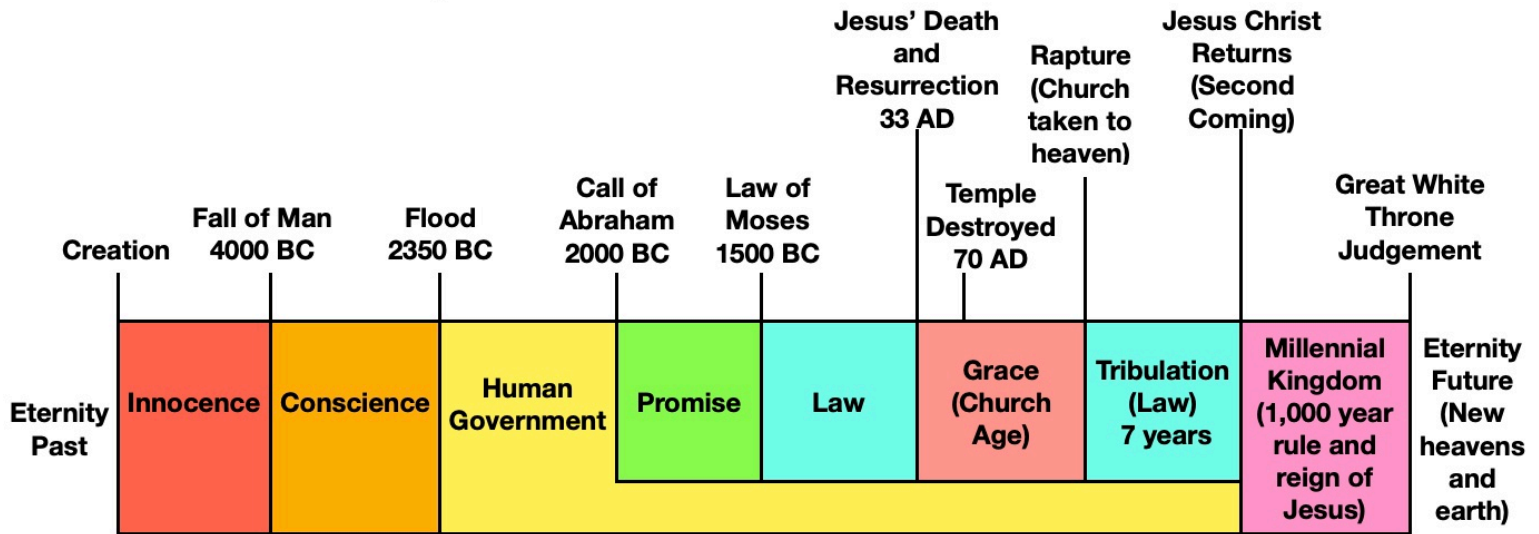 Creation
Fall of Man
4000 BC
Flood
2350 BC
Call of
Abraham
2000 BC
Law of
Moses
1500 BC
Jesus’ Death
and
Resurrection
33 AD
Temple
Destroyed
70 AD
Rapture
(Church
taken to
heaven)
Jesus Christ
Returns
(Second
Coming)
Great White
Throne
Judgement
Eternity
Past
Innocence
Conscience
Human
Government
Promise
Law
Grace
(Church
Age)
Tribulation
(Law)
7 years
Millennial
Kingdom
(1,000 year
rule and
reign of
Jesus)
Eternity
Future
(New
heavens
and
earth)